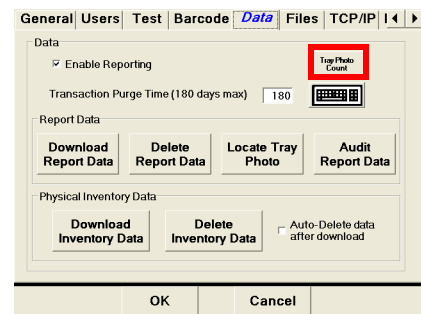 General Users Test Barcode Data Files TCP/IP
Data
Enable Reporting
Tray Photo
Count
Transaction Purge Time (180 days max) 180
Report Data
Download Report Data
Delete Report Data
Locate Tray Photo
Audit Report Data
Physical Inventory Data
Download Inventory Data
Delete Inventory Data
Auto-Delete data
after download
OK Cancel